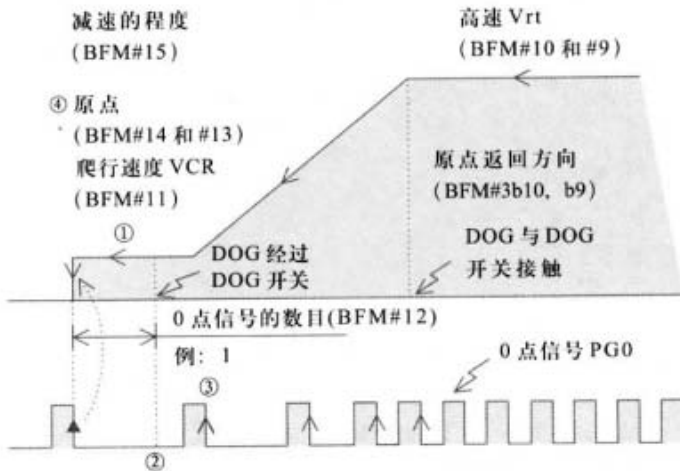 减速的程度
(BFM#15)
高速 Vrt
(BFM#10 和 #9)
④ 原点
(BFM#14 和 #13)
爬行速度 VCR
(BFM#11)
原点返回方向
(BFM#3b10, b9)
①
DOG 经过
DOG 开关
DOG 与 DOG
开关接触
0 点信号的数目(BFM#12)
例: 1
0 点信号 PG0
③
②